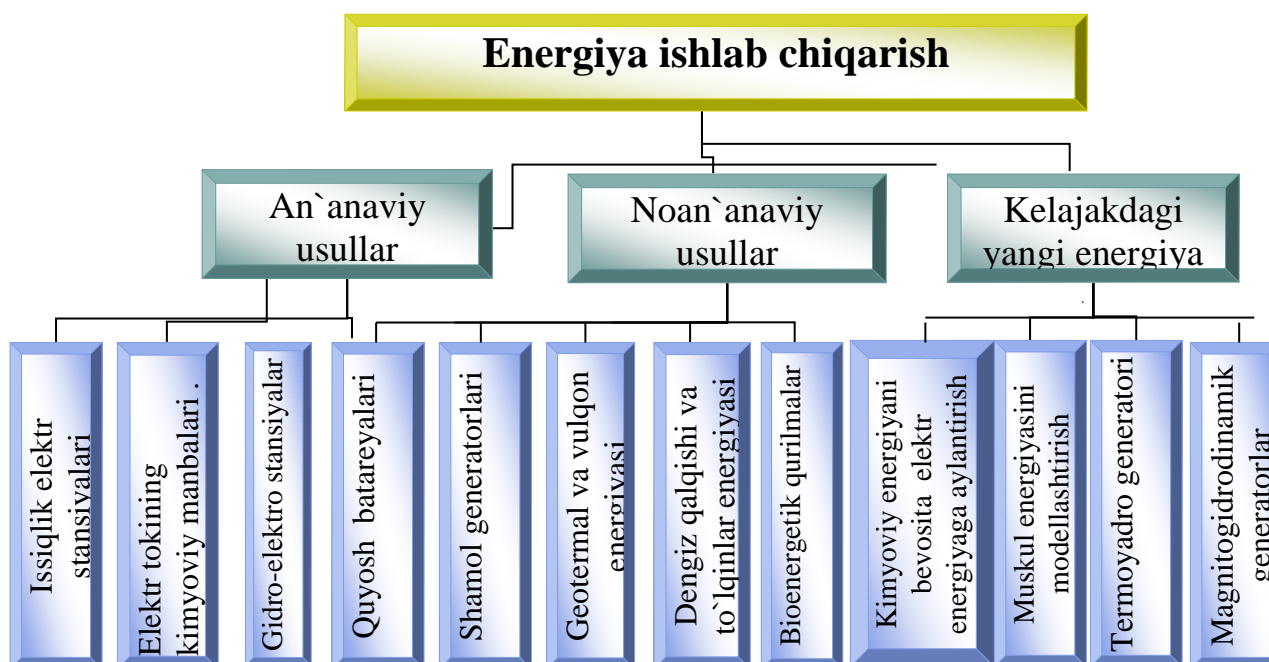 Energiya ishlab chiqarish
An`anaviy
usullar
Noan`anaviy
usullar
Kelajakdagi
yangi energiya
Issiqlik elektr
stansiyalari
Elektr tokining
kimyoviy manbalari .
Gidro-elektro stansiyalar
Quyosh batareyalari
Shamol generatorlari
Geotermal va vulqon
energiyasi
Dengiz qalqishi va
to`lqinlar energiyasi
Bioenergetik qurilmalar
Kimyoviy energiyani
bevosita elektr
energiyaga aylantirish
Muskul energiyasini
modellashtirish
Termoyadro generatori
Magnitogidrodinamik
generatorlar